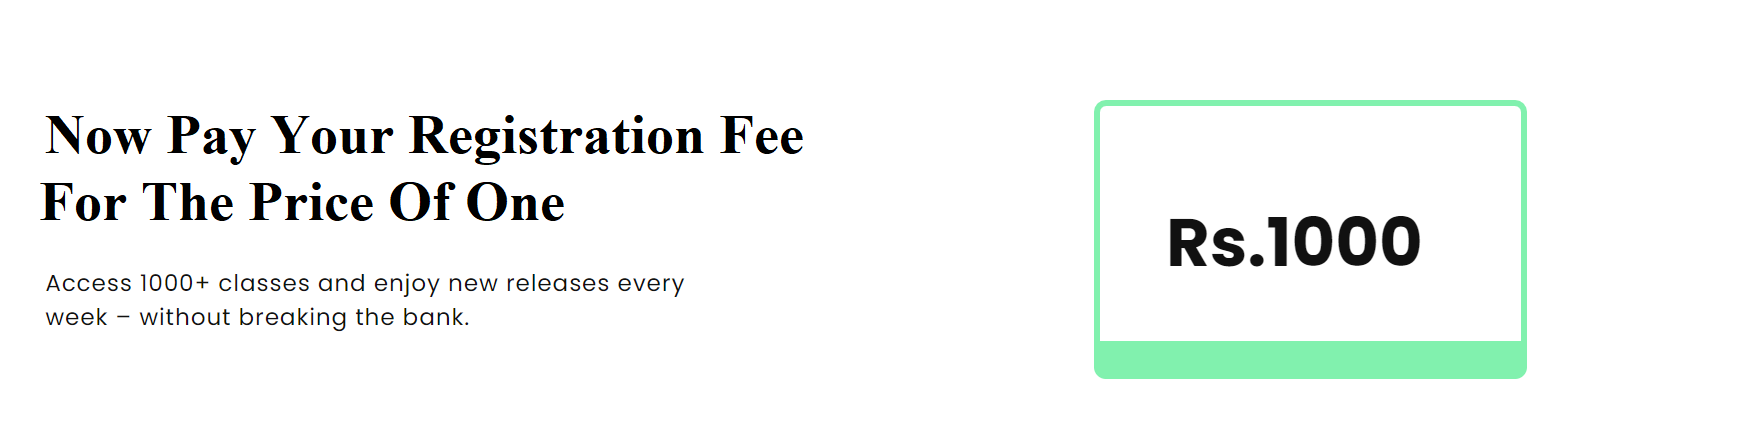 Now Pay Your Registration Fee
For The Price Of One
Access 1000+ classes and enjoy new releases every
week – without breaking the bank.
Rs.1000